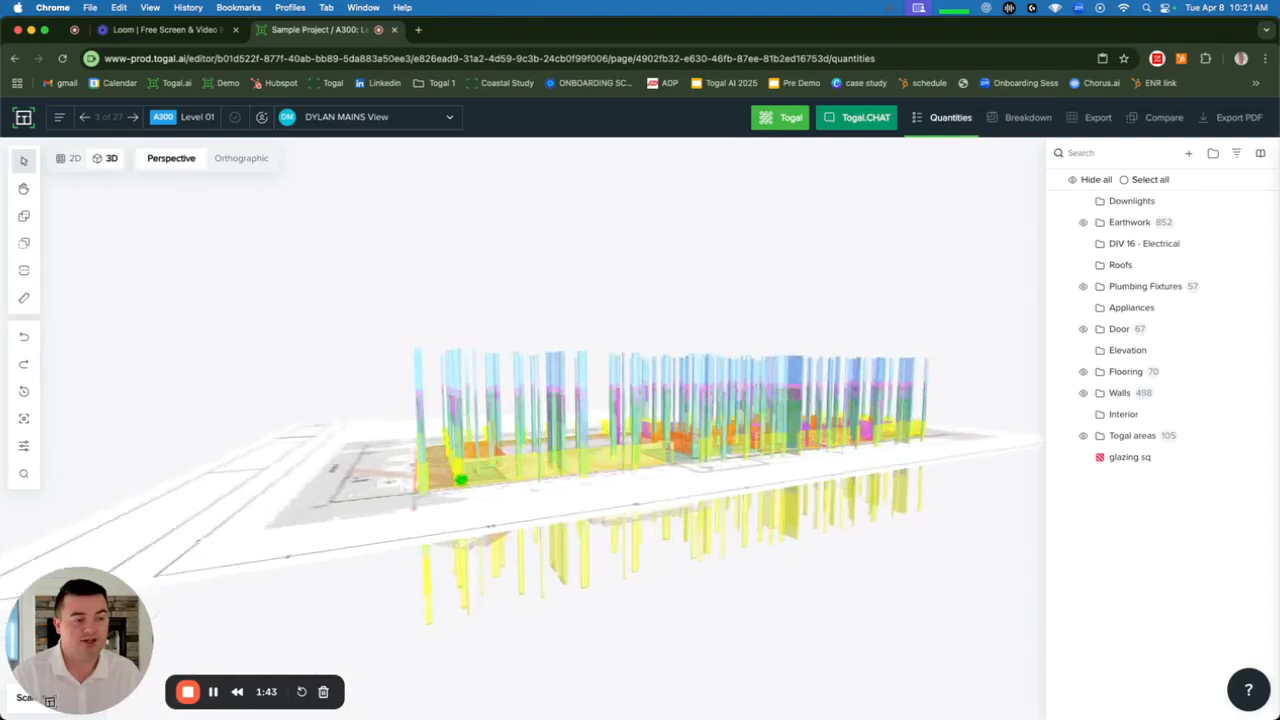 Chrome File Edit View History Bookmarks Profiles Tab Window Help Tue Apr 8 10:21 AM
Loom | Free Screen & Video R Sample Project / A300: Le
www-prod.togal.ai/editor/b01d522f-877f-40ab-bb89-5da883a50ee3/e826ead9-31a2-4d59-9c3b-24cb0f99f006/page/4902fb32-e630-46fb-87ee-81b2ed16753d/quantities
gmail Calendar Togal.ai Demo Hubspot Togal Linkedin Togal 1 Coastal Study ONBOARDING SC... ADP Togal AI 2025 Pre Demo case study schedule Onboarding Sess Chorus.ai ENR link
3 of 27 A300 Level 01 DM DYLAN MAINS View Togal Togal.CHAT Quantities Breakdown Export Compare Export PDF
2D 3D Perspective Orthographic
Search
Hide all Select all
Downlights
Earthwork 852
DIV 16 - Electrical
Roofs
Plumbing Fixtures 57
Appliances
Door 67
Elevation
Flooring 70
Walls 498
Interior
Togal areas 105
glazing sq
1:43
?